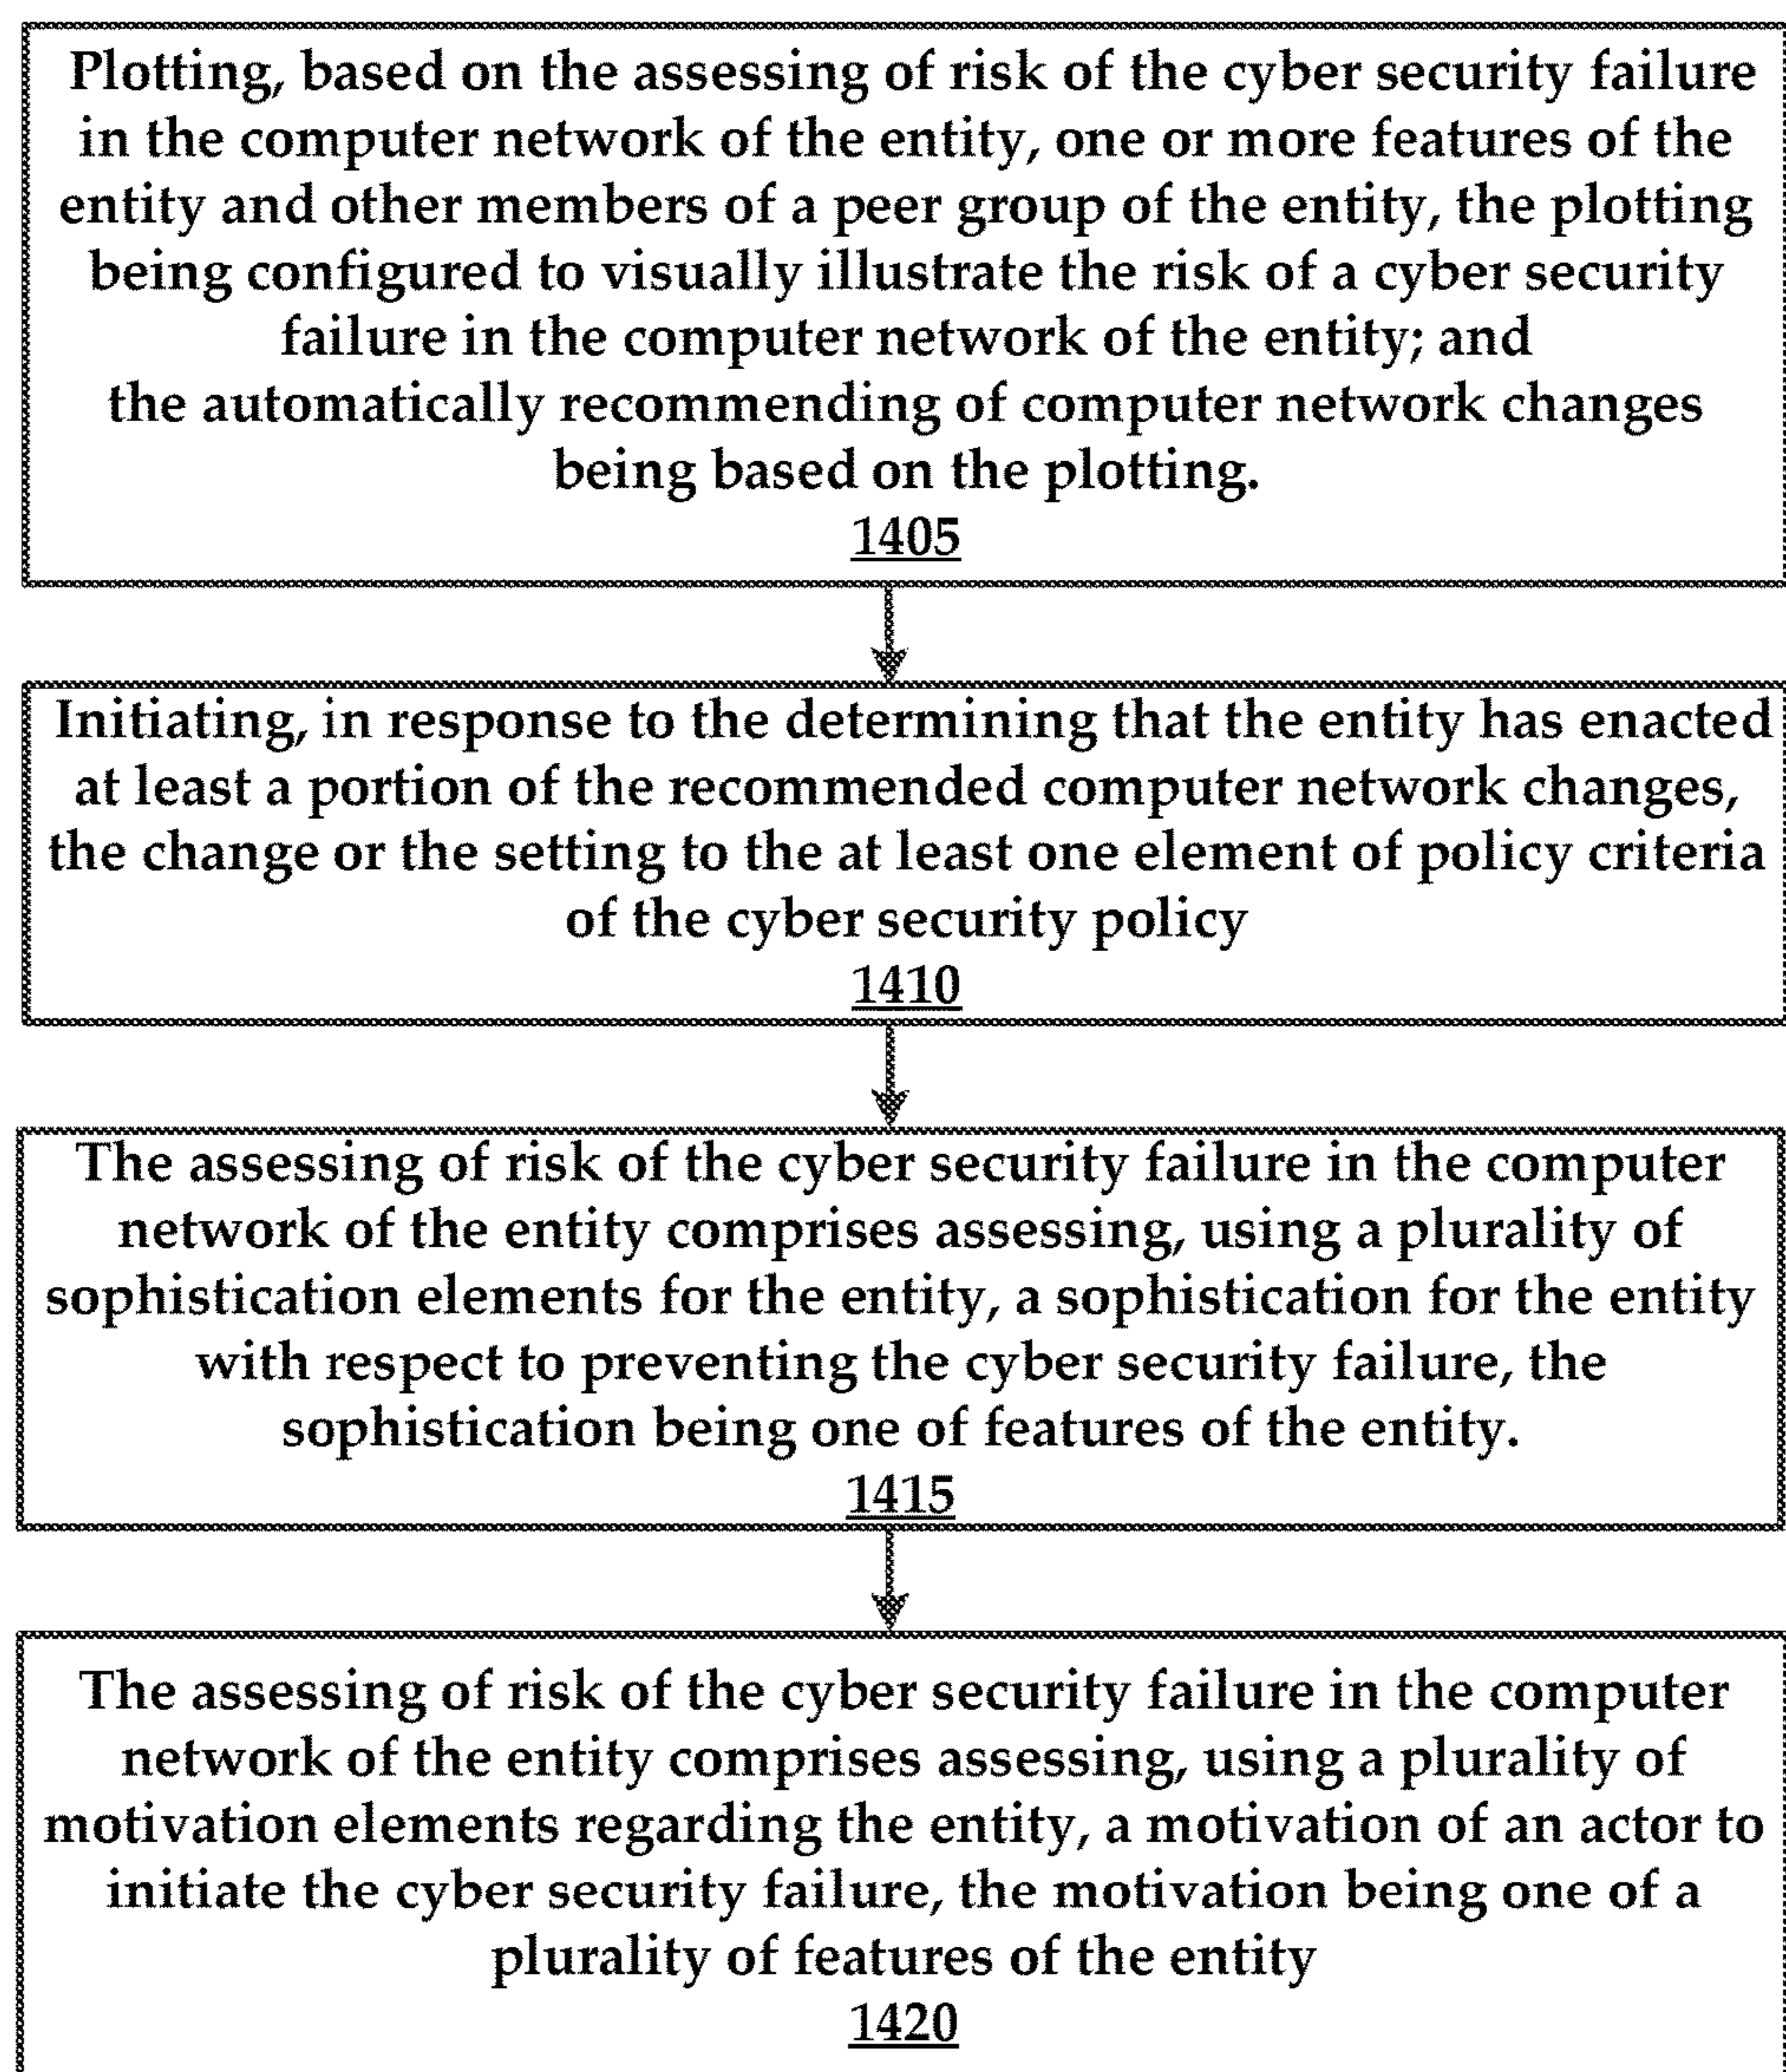 Plotting, based on the assessing of risk of the cyber security failure
in the computer network of the entity, one or more features of the
entity and other members of a peer group of the entity, the plotting
being configured to visually illustrate the risk of a cyber security
failure in the computer network of the entity; and
the automatically recommending of computer network changes
being based on the plotting.
1405
Initiating, in response to the determining that the entity has enacted
at least a portion of the recommended computer network changes,
the change or the setting to the at least one element of policy criteria
of the cyber security policy
1410
The assessing of risk of the cyber security failure in the computer
network of the entity comprises assessing, using a plurality of
sophistication elements for the entity, a sophistication for the entity
with respect to preventing the cyber security failure, the
sophistication being one of features of the entity.
1415
The assessing of risk of the cyber security failure in the computer
network of the entity comprises assessing, using a plurality of
motivation elements regarding the entity, a motivation of an actor to
initiate the cyber security failure, the motivation being one of a
plurality of features of the entity
1420